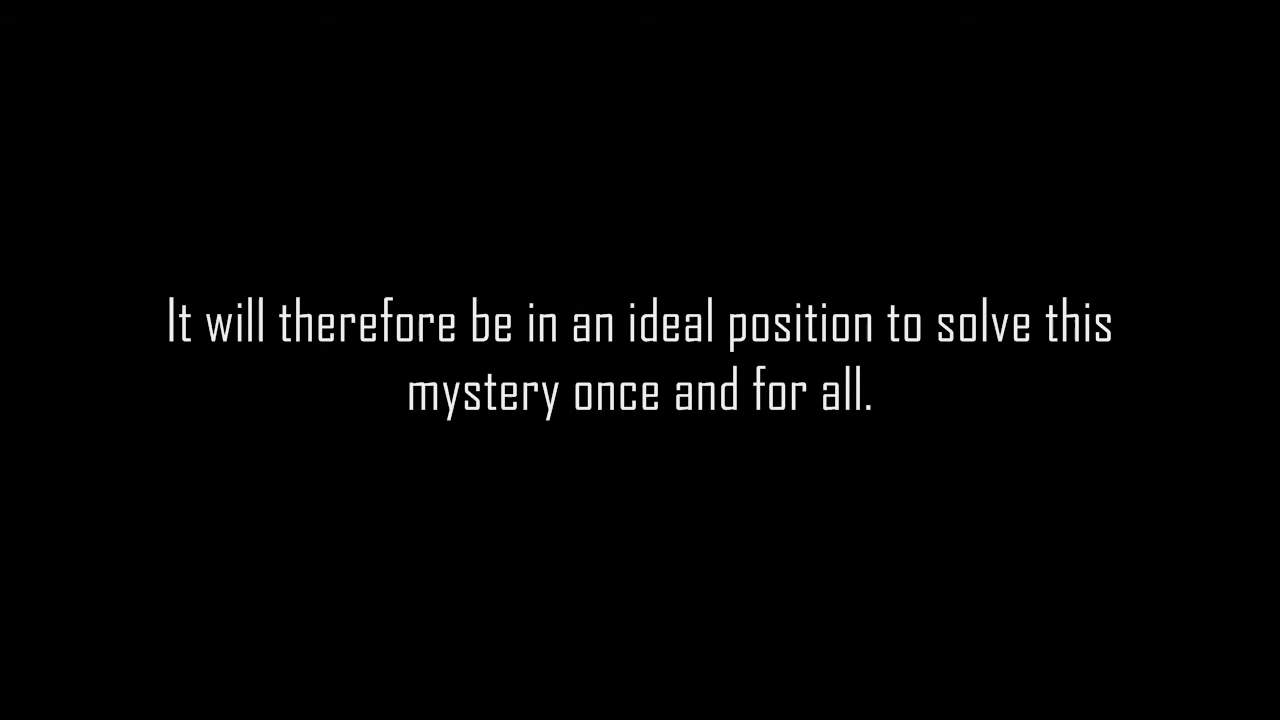 It will therefore be in an ideal position to solve this
mystery once and for all.